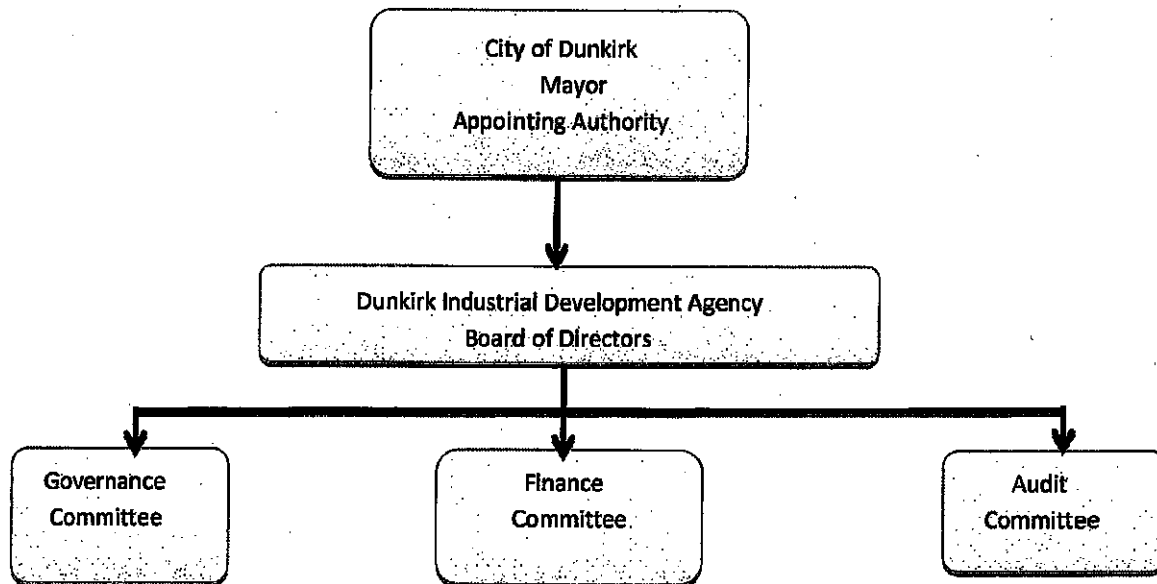 City of Dunkirk
Mayor
Appointing Authority
Dunkirk Industrial Development Agency
Board of Directors
Governance
Committee
Finance
Committee
Audit
Committee